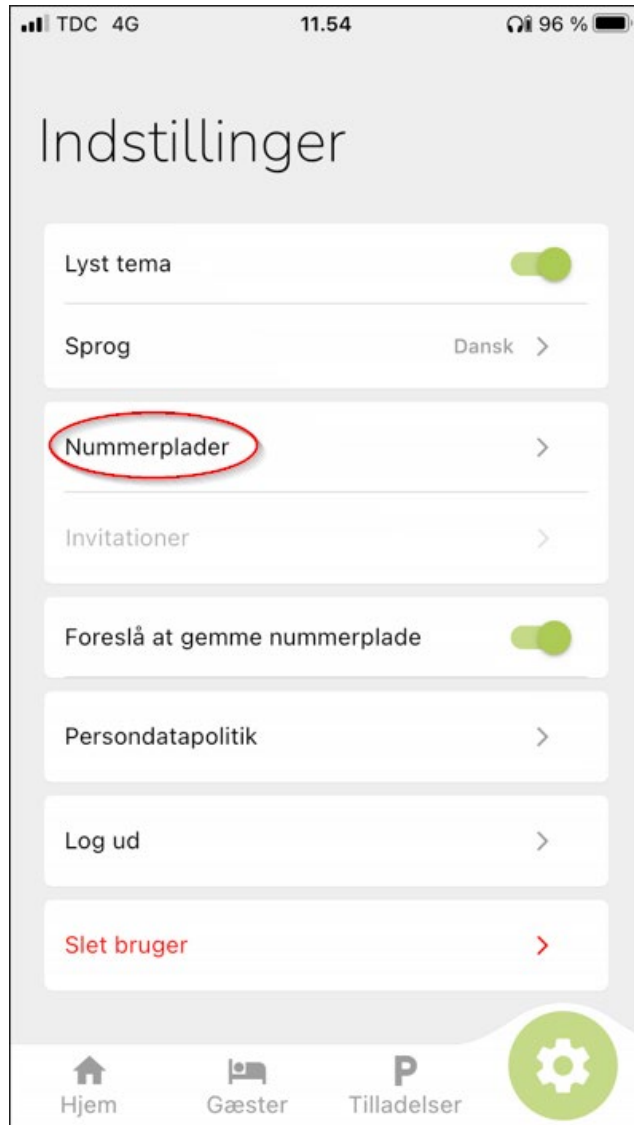 TDC 4G 11.54 96 %
Indstillinger
Lyst tema
Sprog Dansk
Nummerplader
Invitationer
Foreslå at gemme nummerplade
Persondatapolitik
Log ud
Slet bruger
P
Hjem Gæster Tilladelser